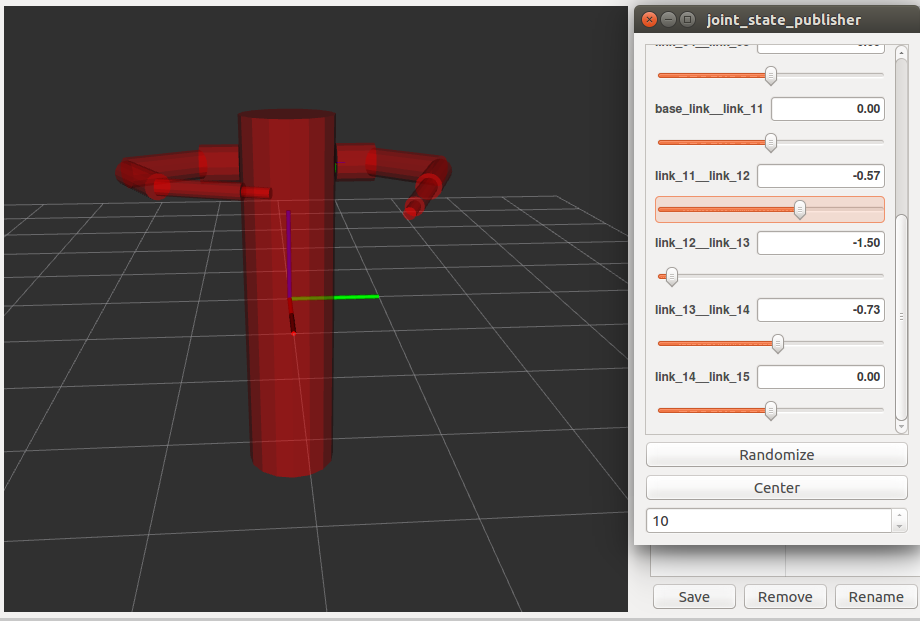 joint_state_publisher
base_link__link_11 0.00
link_11__link_12 -0.57
link_12__link_13 -1.50
link_13__link_14 -0.73
link_14__link_15 0.00
Randomize
Center
10
Save Remove Rename